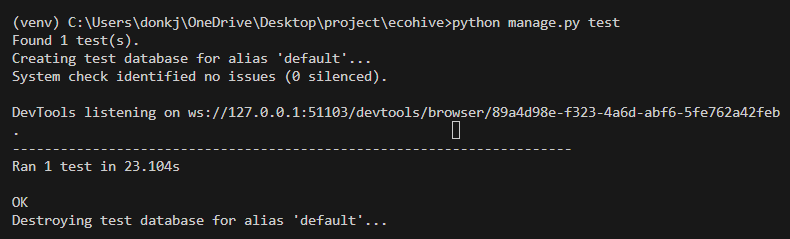 (venv) C:\Users\donkj\OneDrive\Desktop\project\ecohive>python manage.py test
Found 1 test(s).
Creating test database for alias 'default'...
System check identified no issues (0 silenced).
DevTools listening on ws://127.0.0.1:51103/devtools/browser/89a4d98e-f323-4a6d-abf6-5fe762a42feb
.
----------------------------------------------------------------------
Ran 1 test in 23.104s
OK
Destroying test database for alias 'default'...